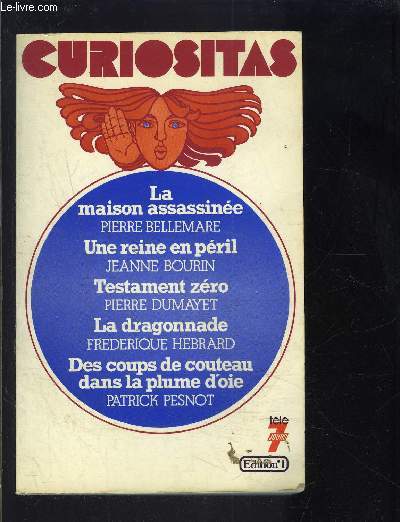 le-livre.com
CURIOSITAS
La
maison assassinée
PIERRE BELLEMARE
Une reine en péril
JEANNE BOURIN
Testament zéro
PIERRE DUMAYET
La dragonnade
FREDERIQUE HEBRARD
Des coups de couteau
dans la plume d'oie
PATRICK PESNOT
télé
7
Edition°1